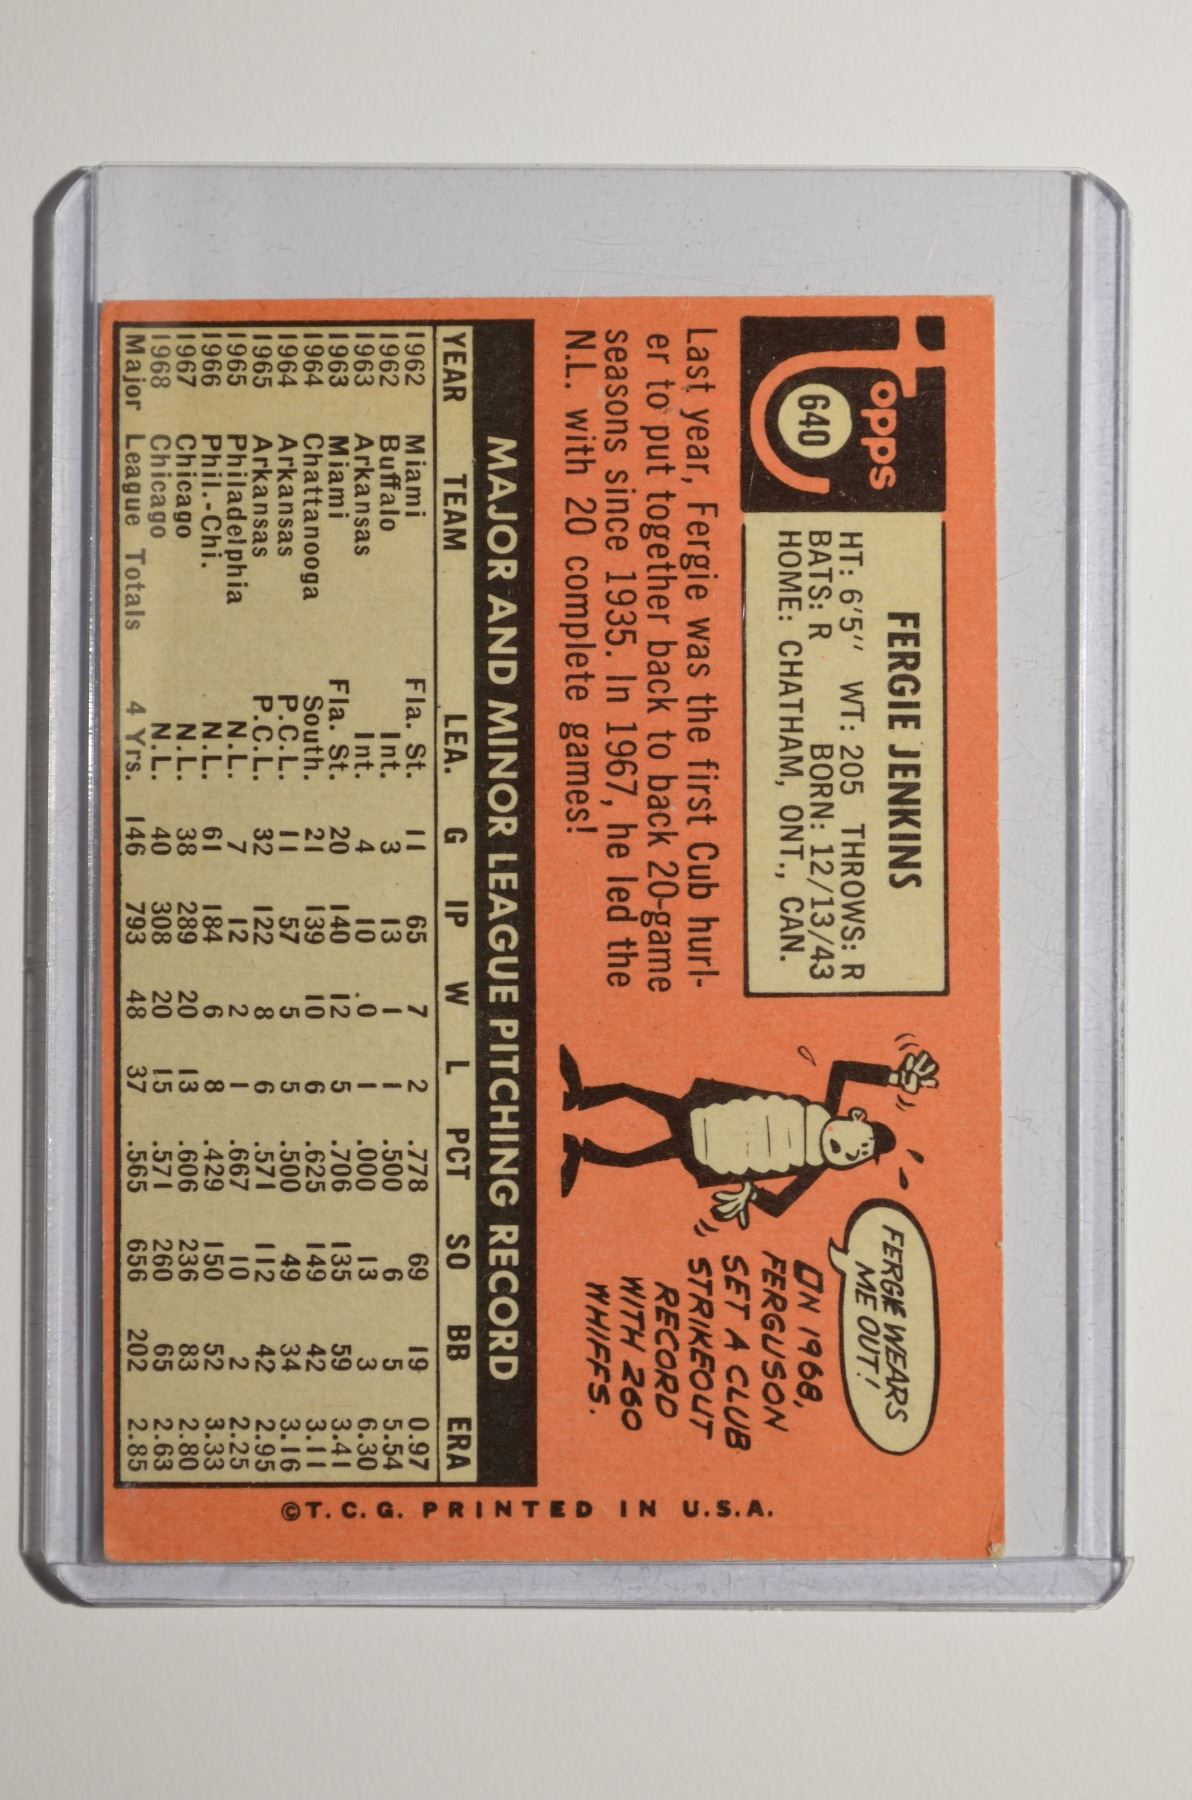 Topps
640
FERGIE JENKINS
HT: 6'5" WT: 205 THROWS: R
BATS: R BORN: 12/13/43
HOME: CHATHAM, ONT., CAN.
Last year, Fergie was the first Cub hurl-
er to put together back to back 20-game
seasons since 1935. In 1967, he led the
N.L. with 20 complete games!
FERGIE WEARS
ME OUT!
IN 1968,
FERGUSON
SET A CLUB
STRIKEOUT
RECORD
WITH 260
WHIFFS.
MAJOR AND MINOR LEAGUE PITCHING RECORD
YEAR TEAM LEA. G IP W L PCT SO BB ERA
1962 Miami Fla. St. 11 65 7 2 .778 69 19 0.97
1962 Buffalo Int. 3 13 1 1 .500 6 5 5.54
1963 Arkansas Int. 4 10 0 1 .000 13 3 6.30
1963 Miami Fla. St. 20 140 12 5 .706 135 59 3.41
1964 Chattanooga South. 21 139 10 6 .625 149 42 3.11
1964 Arkansas P.C.L. 11 57 5 5 .500 49 34 3.16
1965 Arkansas P.C.L. 32 122 8 6 .571 112 42 2.95
1965 Philadelphia N.L. 7 12 2 1 .667 10 2 2.25
1966 Phil.-Chi. N.L. 61 184 6 8 .429 150 52 3.33
1967 Chicago N.L. 38 289 20 13 .606 236 83 2.80
1968 Chicago N.L. 40 308 20 15 .571 260 65 2.63
Major League Totals 4 Yrs. 146 793 48 37 .565 656 202 2.85
©T.C.G. PRINTED IN U.S.A.